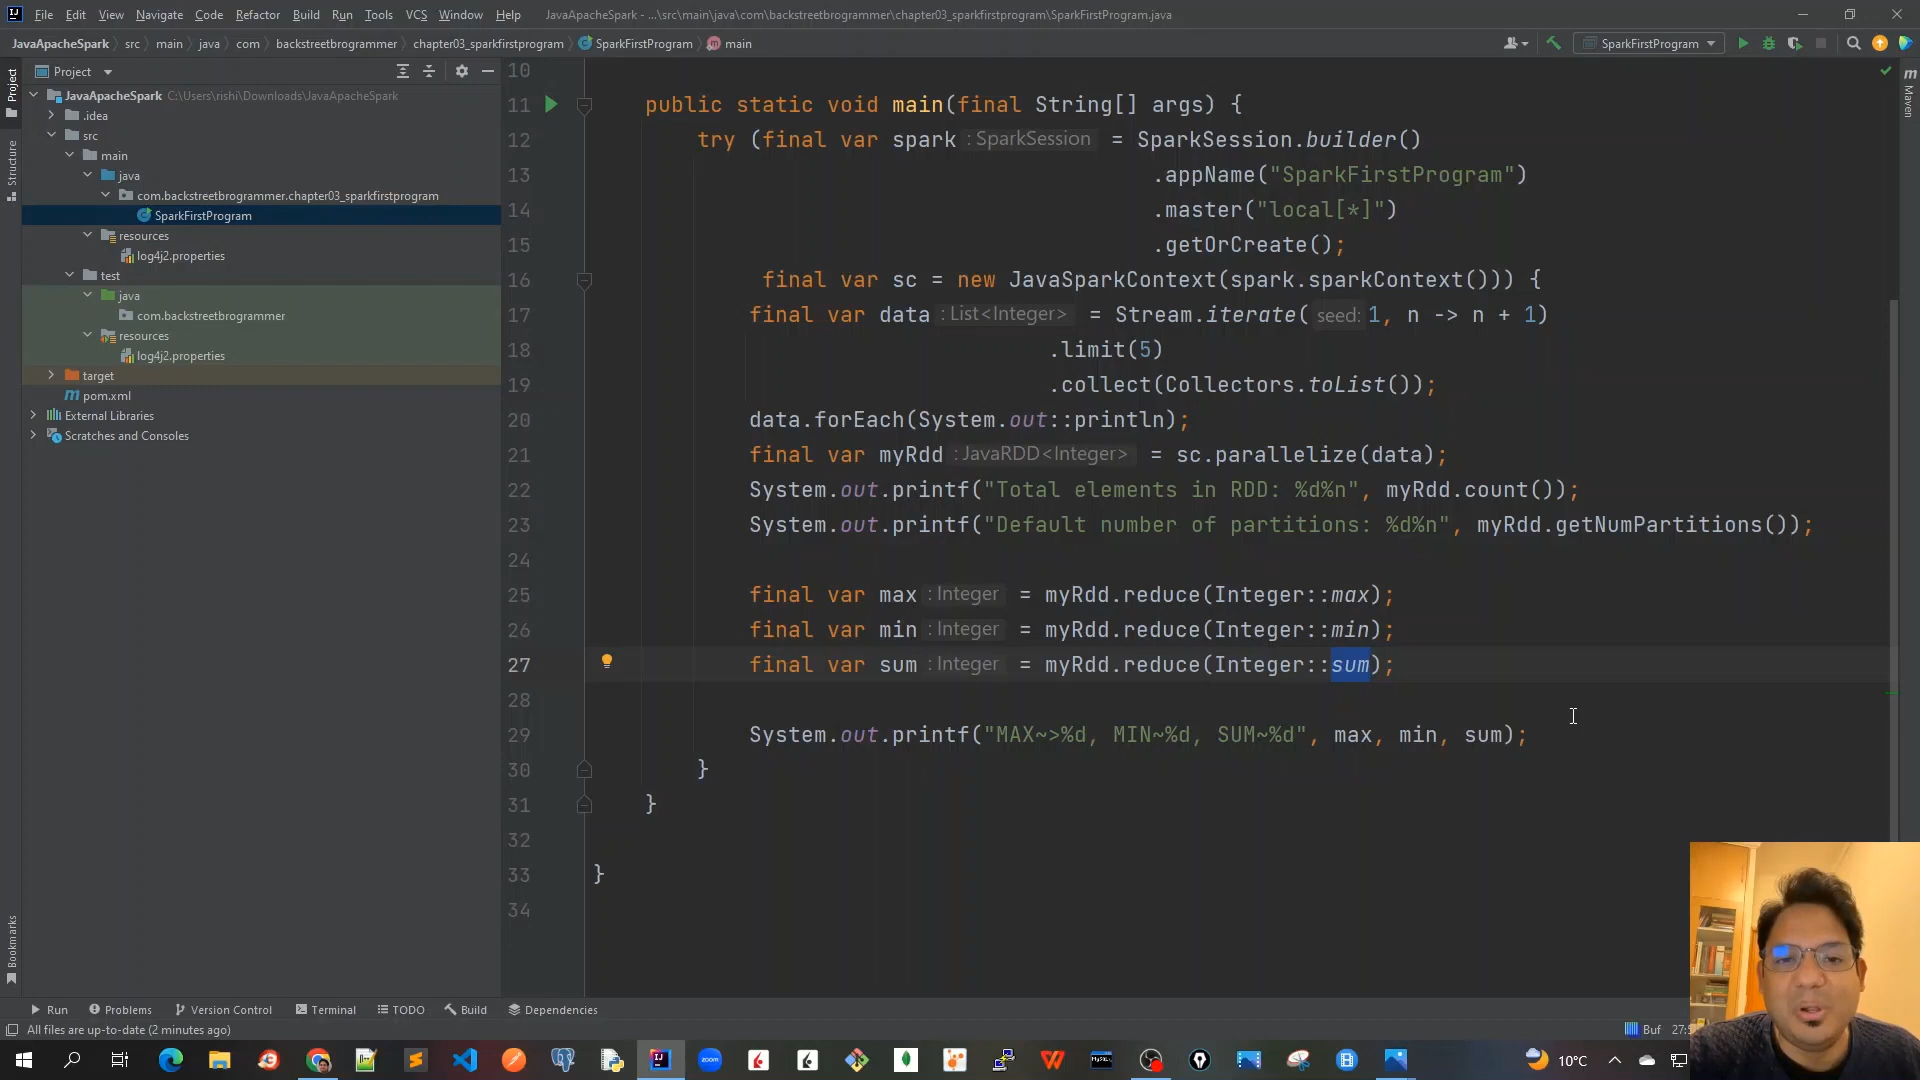 File Edit View Navigate Code Refactor Build Run Tools VCS Window Help JavaApacheSpark - ...\src\main\java\com\backstreetbrogrammer\chapter03_sparkfirstprogram\SparkFirstProgram.java
JavaApacheSpark src main java com backstreetbrogrammer chapter03_sparkfirstprogram SparkFirstProgram main SparkFirstProgram
Project
JavaApacheSpark C:\Users\rishi\Downloads\JavaApacheSpark
.idea
src
main
java
com.backstreetbrogrammer.chapter03_sparkfirstprogram
SparkFirstProgram
resources
log4j2.properties
test
java
com.backstreetbrogrammer
resources
log4j2.properties
target
pom.xml
External Libraries
Scratches and Consoles
Project
Structure
Bookmarks
Maven
10
11 public static void main(final String[] args) {
12 try (final var spark : SparkSession = SparkSession.builder()
13 .appName("SparkFirstProgram")
14 .master("local[*]")
15 .getOrCreate();
16 final var sc = new JavaSparkContext(spark.sparkContext())) {
17 final var data : List<Integer> = Stream.iterate( seed: 1, n -> n + 1)
18 .limit(5)
19 .collect(Collectors.toList());
20 data.forEach(System.out::println);
21 final var myRdd : JavaRDD<Integer> = sc.parallelize(data);
22 System.out.printf("Total elements in RDD: %d%n", myRdd.count());
23 System.out.printf("Default number of partitions: %d%n", myRdd.getNumPartitions());
24
25 final var max : Integer = myRdd.reduce(Integer::max);
26 final var min : Integer = myRdd.reduce(Integer::min);
27 final var sum : Integer = myRdd.reduce(Integer::sum);
28
29 System.out.printf("MAX~>%d, MIN~%d, SUM~%d", max, min, sum);
30 }
31 }
32
33 }
34
Run Problems Version Control Terminal TODO Build Dependencies
All files are up-to-date (2 minutes ago) Buf
10°C